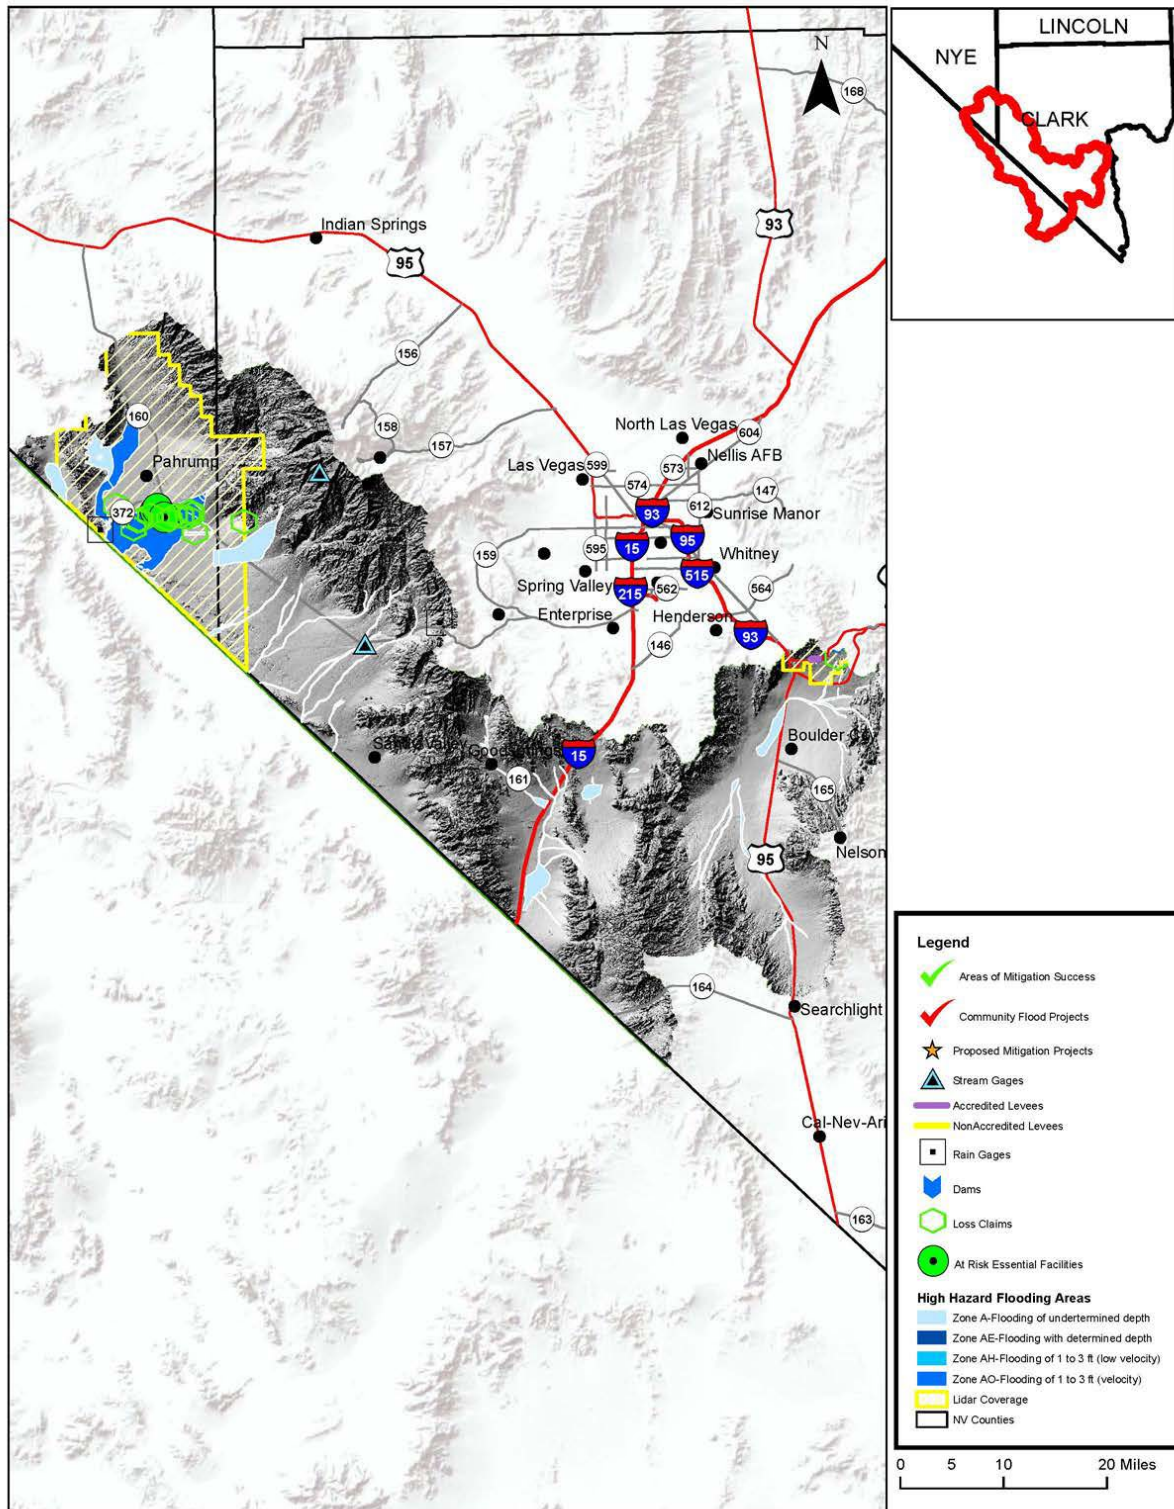 N
168
93
Indian Springs
95
156
160
158
157
North Las Vegas
604
Nellis AFB
Las Vegas
599
573
574
147
Pahrump
372
93
612
Sunrise Manor
159
595
15
95
Whitney
Spring Valley
215
562
515
564
Enterprise
Henderson
93
146
15
161
Boulder
165
95
Nelson
164
Searchlight
Cal-Nev-Ari
163
LINCOLN
NYE
CLARK
Legend
Areas of Mitigation Success
Community Flood Projects
Proposed Mitigation Projects
Stream Gages
Accredited Levees
NonAccredited Levees
Rain Gages
Dams
Loss Claims
At Risk Essential Facilities
High Hazard Flooding Areas
Zone A-Flooding of undertermined depth
Zone AE-Flooding with determined depth
Zone AH-Flooding of 1 to 3 ft (low velocity)
Zone AO-Flooding of 1 to 3 ft (velocity)
Lidar Coverage
NV Counties
0 5 10 20 Miles